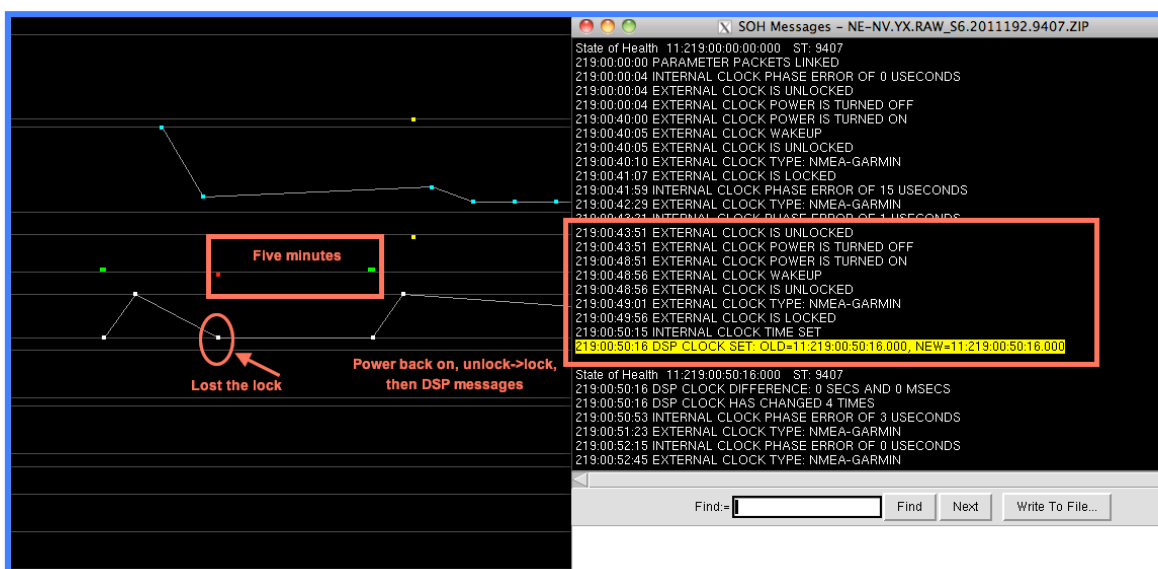 SOH Messages - NE-NV.YX.RAW_S6.2011192.9407.ZIP
State of Health 11:219:00:00:00:000 ST: 9407
219:00:00:00 PARAMETER PACKETS LINKED
219:00:00:04 INTERNAL CLOCK PHASE ERROR OF 0 USECONDS
219:00:00:04 EXTERNAL CLOCK IS UNLOCKED
219:00:00:04 EXTERNAL CLOCK POWER IS TURNED OFF
219:00:40:00 EXTERNAL CLOCK POWER IS TURNED ON
219:00:40:05 EXTERNAL CLOCK WAKEUP
219:00:40:05 EXTERNAL CLOCK IS UNLOCKED
219:00:40:10 EXTERNAL CLOCK TYPE: NMEA-GARMIN
219:00:41:07 EXTERNAL CLOCK IS LOCKED
219:00:41:59 INTERNAL CLOCK PHASE ERROR OF 15 USECONDS
219:00:42:29 EXTERNAL CLOCK TYPE: NMEA-GARMIN
219:00:43:21 INTERNAL CLOCK PHASE ERROR OF 1 USECONDS
219:00:43:51 EXTERNAL CLOCK IS UNLOCKED
219:00:43:51 EXTERNAL CLOCK POWER IS TURNED OFF
219:00:48:51 EXTERNAL CLOCK POWER IS TURNED ON
219:00:48:56 EXTERNAL CLOCK WAKEUP
219:00:48:56 EXTERNAL CLOCK IS UNLOCKED
219:00:49:01 EXTERNAL CLOCK TYPE: NMEA-GARMIN
219:00:49:56 EXTERNAL CLOCK IS LOCKED
219:00:50:15 INTERNAL CLOCK TIME SET
219:00:50:16 DSP CLOCK SET: OLD=11:219:00:50:16.000, NEW=11:219:00:50:16.000
State of Health 11:219:00:50:16:000 ST: 9407
219:00:50:16 DSP CLOCK DIFFERENCE: 0 SECS AND 0 MSECS
219:00:50:16 DSP CLOCK HAS CHANGED 4 TIMES
219:00:50:53 INTERNAL CLOCK PHASE ERROR OF 3 USECONDS
219:00:51:23 EXTERNAL CLOCK TYPE: NMEA-GARMIN
219:00:52:15 INTERNAL CLOCK PHASE ERROR OF 0 USECONDS
219:00:52:45 EXTERNAL CLOCK TYPE: NMEA-GARMIN
Find:=
Find
Next
Write To File...
Five minutes
Lost the lock
Power back on, unlock->lock,
then DSP messages